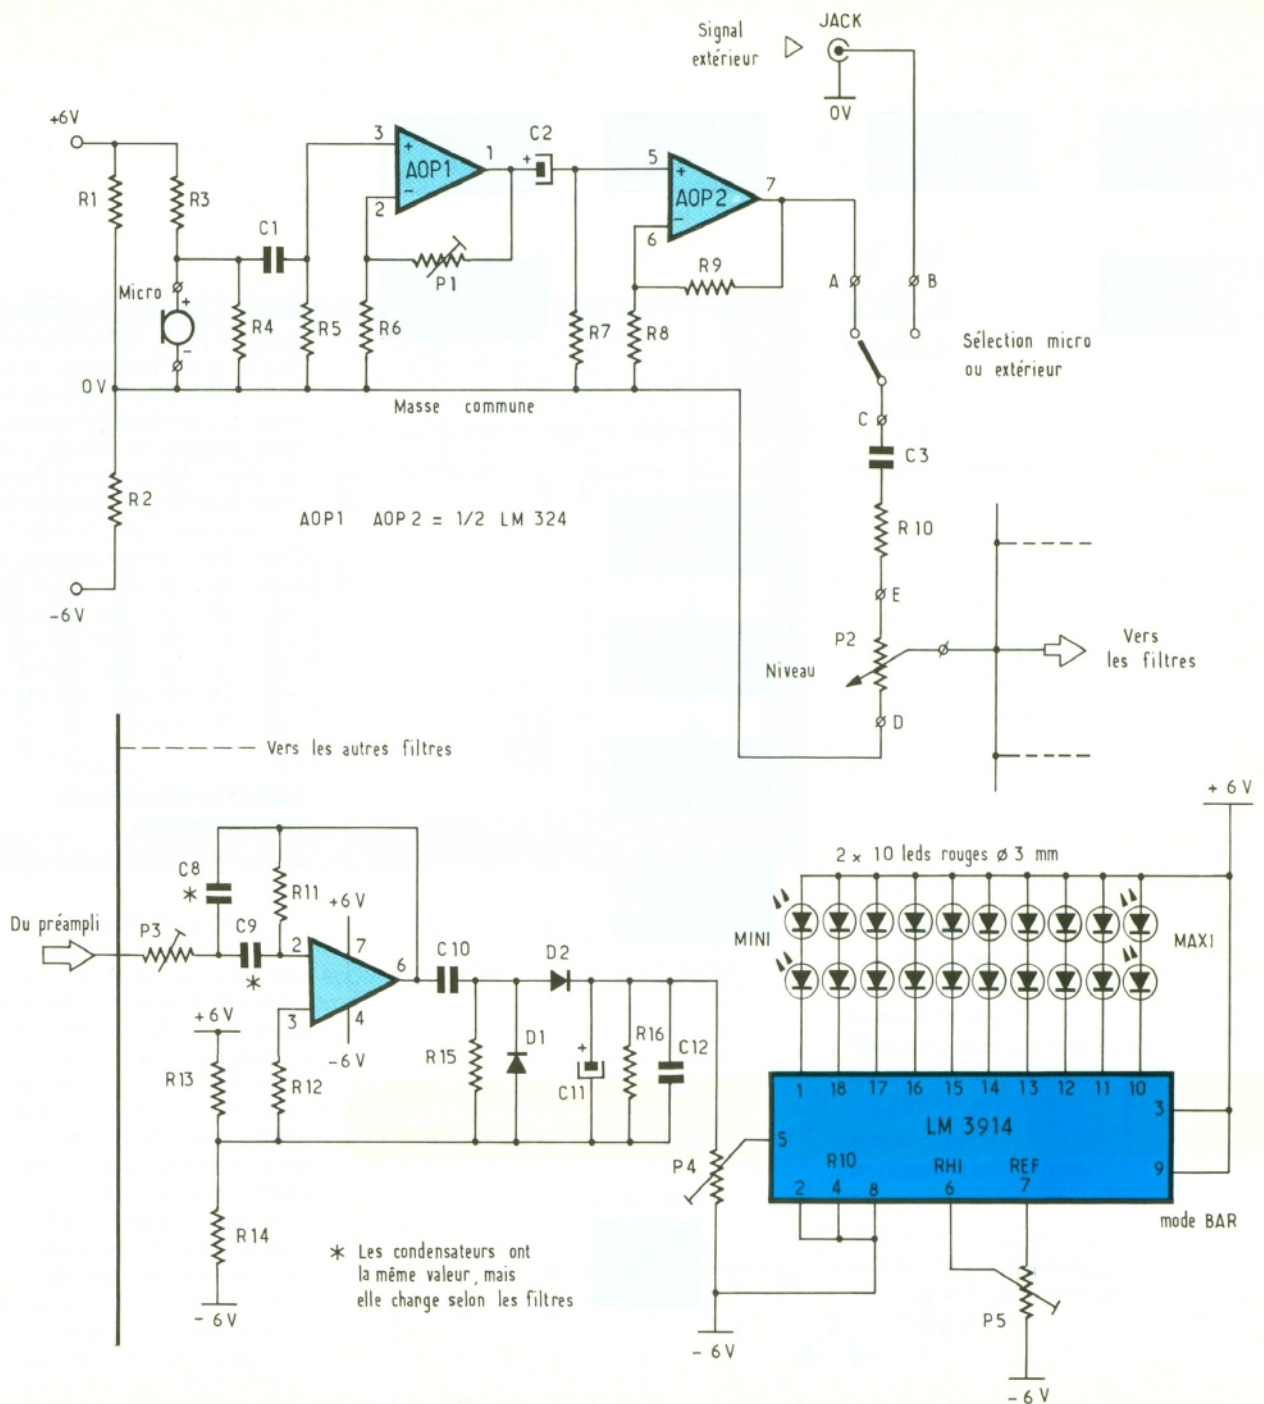 Signal
extérieur
JACK
0V
+6V
R1
R3
C1
3
+
AOP1
1
2
-
P1
+
C2
5
+
AOP2
7
6
-
R9
A
B
Micro
+
-
R4
R5
R6
R7
R8
Sélection micro
ou extérieur
0V
Masse commune
C
C3
R2
AOP1 AOP2 = 1/2 LM 324
R10
-6V
E
P2
Niveau
Vers
les filtres
D
Vers les autres filtres
+6V
2 x 10 leds rouges ø 3 mm
C8
*
R11
+6V
Du préampli
P3
C9
*
2
7
6
3
4
-6V
C10
D2
MINI
MAXI
+6V
R13
R12
R15
D1
+
C11
R16
C12
1 18 17 16 15 14 13 12 11 10
LM 3914
3
5
9
P4
R10
RHI
REF
2 4 8 6 7
mode BAR
R14
* Les condensateurs ont
la même valeur, mais
elle change selon les filtres
-6V
-6V
P5
-6V